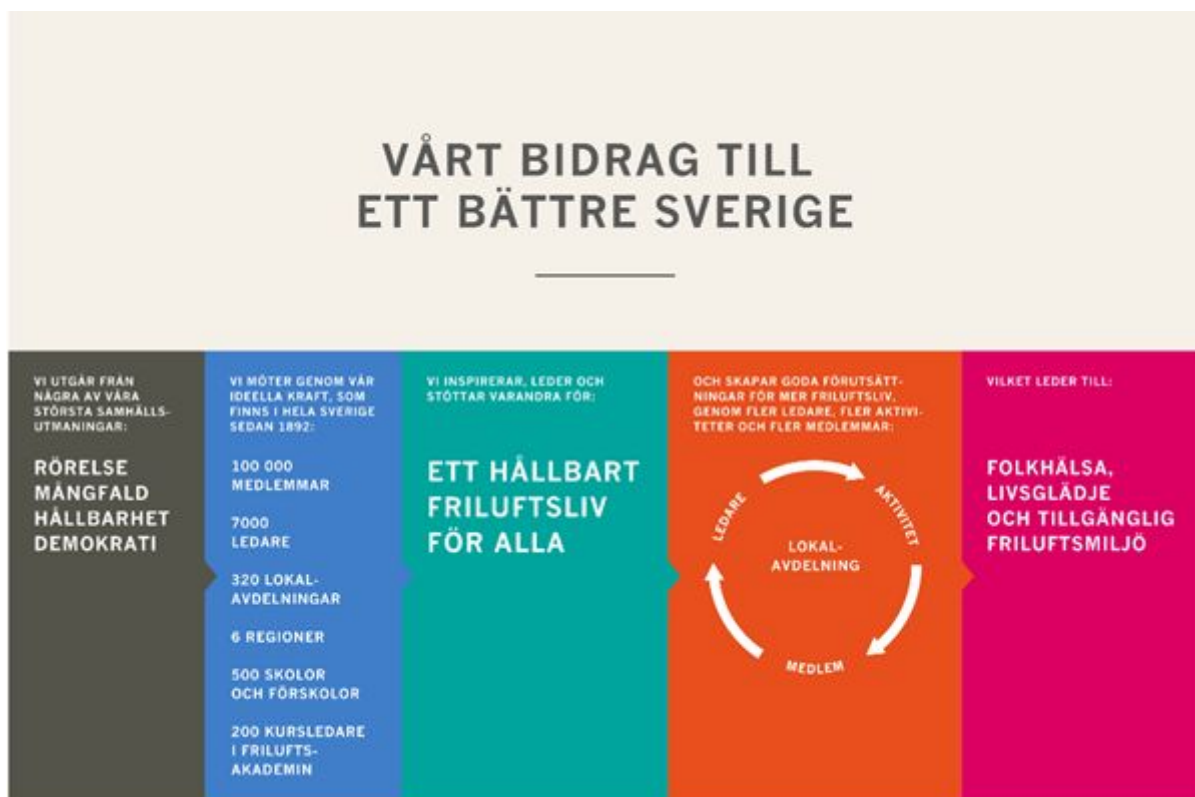 VÅRT BIDRAG TILL
ETT BÄTTRE SVERIGE
VI UTGÅR FRÅN
NÅGRA AV VÅRA
STÖRSTA SAMHÄLLS-
UTMANINGAR:
RÖRELSE
MÅNGFALD
HÅLLBARHET
DEMOKRATI
VI MÖTER GENOM VÅR
IDEELLA KRAFT, SOM
FINNS I HELA SVERIGE
SEDAN 1892:
100 000
MEDLEMMAR
7000
LEDARE
320 LOKAL-
AVDELNINGAR
6 REGIONER
500 SKOLOR
OCH FÖRSKOLOR
200 KURSLEDARE
I FRILUFTS-
AKADEMIN
VI INSPIRERAR, LEDER OCH
STÖTTAR VARANDRA FÖR:
ETT HÅLLBART
FRILUFTSLIV
FÖR ALLA
OCH SKAPAR GODA FÖRUTSÄTT-
NINGAR FÖR MER FRILUFTSLIV,
GENOM FLER LEDARE, FLER AKTIVI-
TETER OCH FLER MEDLEMMAR:
LEDARE
AKTIVITET
LOKAL-
AVDELNING
MEDLEM
VILKET LEDER TILL:
FOLKHÄLSA,
LIVSGLÄDJE
OCH TILLGÄNGLIG
FRILUFTSMILJÖ